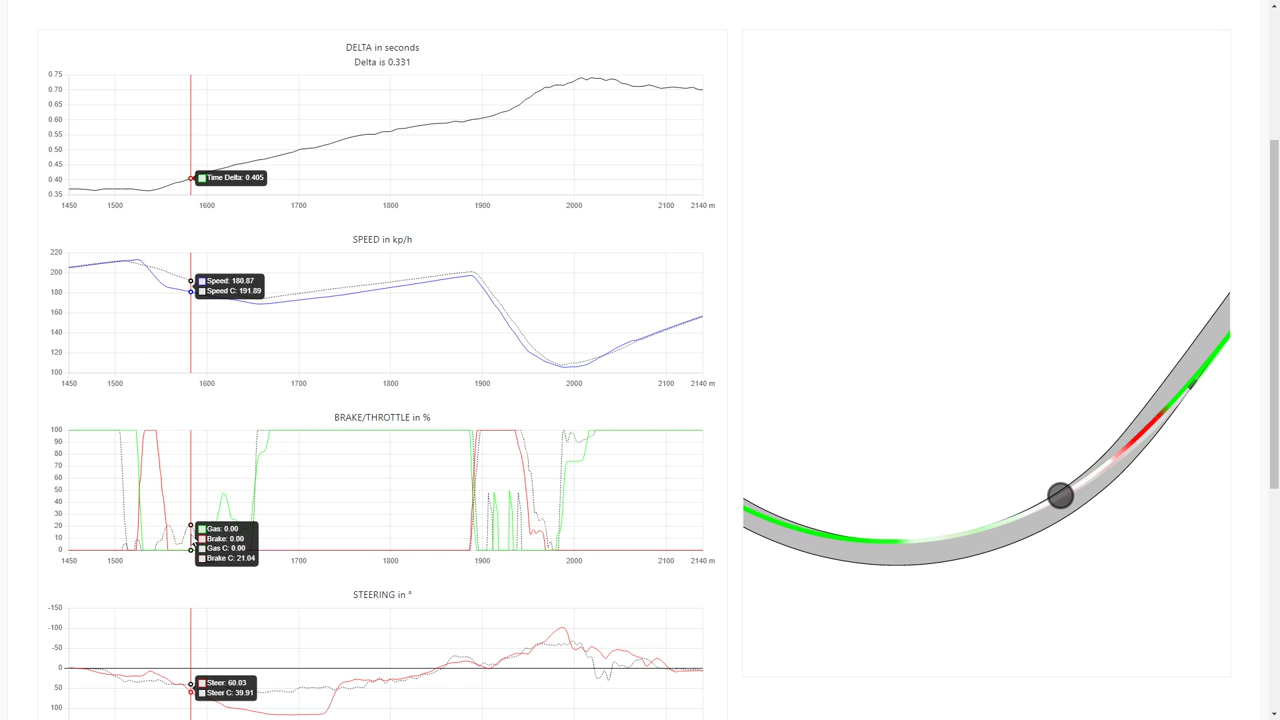 DELTA in seconds
Delta is 0.331
0.75
0.70
0.65
0.60
0.55
0.50
0.45
0.40
0.35
Time Delta: 0.405
1450 1500 1600 1700 1800 1900 2000 2100 2140 m
SPEED in kp/h
220
200
180
160
140
120
100
Speed: 180.87
Speed C: 191.89
1450 1500 1600 1700 1800 1900 2000 2100 2140 m
BRAKE/THROTTLE in %
100
90
80
70
60
50
40
30
20
10
0
Gas: 0.00
Brake: 0.00
Gas C: 0.00
Brake C: 21.04
1450 1500 1600 1700 1800 1900 2000 2100 2140 m
STEERING in °
-150
-100
-50
0
50
100
Steer: 60.03
Steer C: 39.91